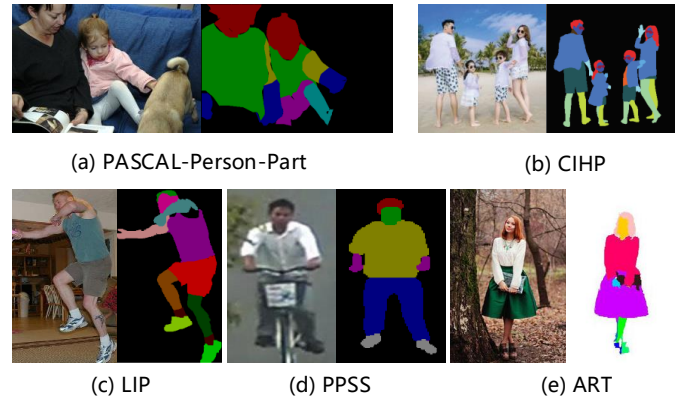 (a) PASCAL-Person-Part
(b) CIHP
(c) LIP
(d) PPSS
(e) ART